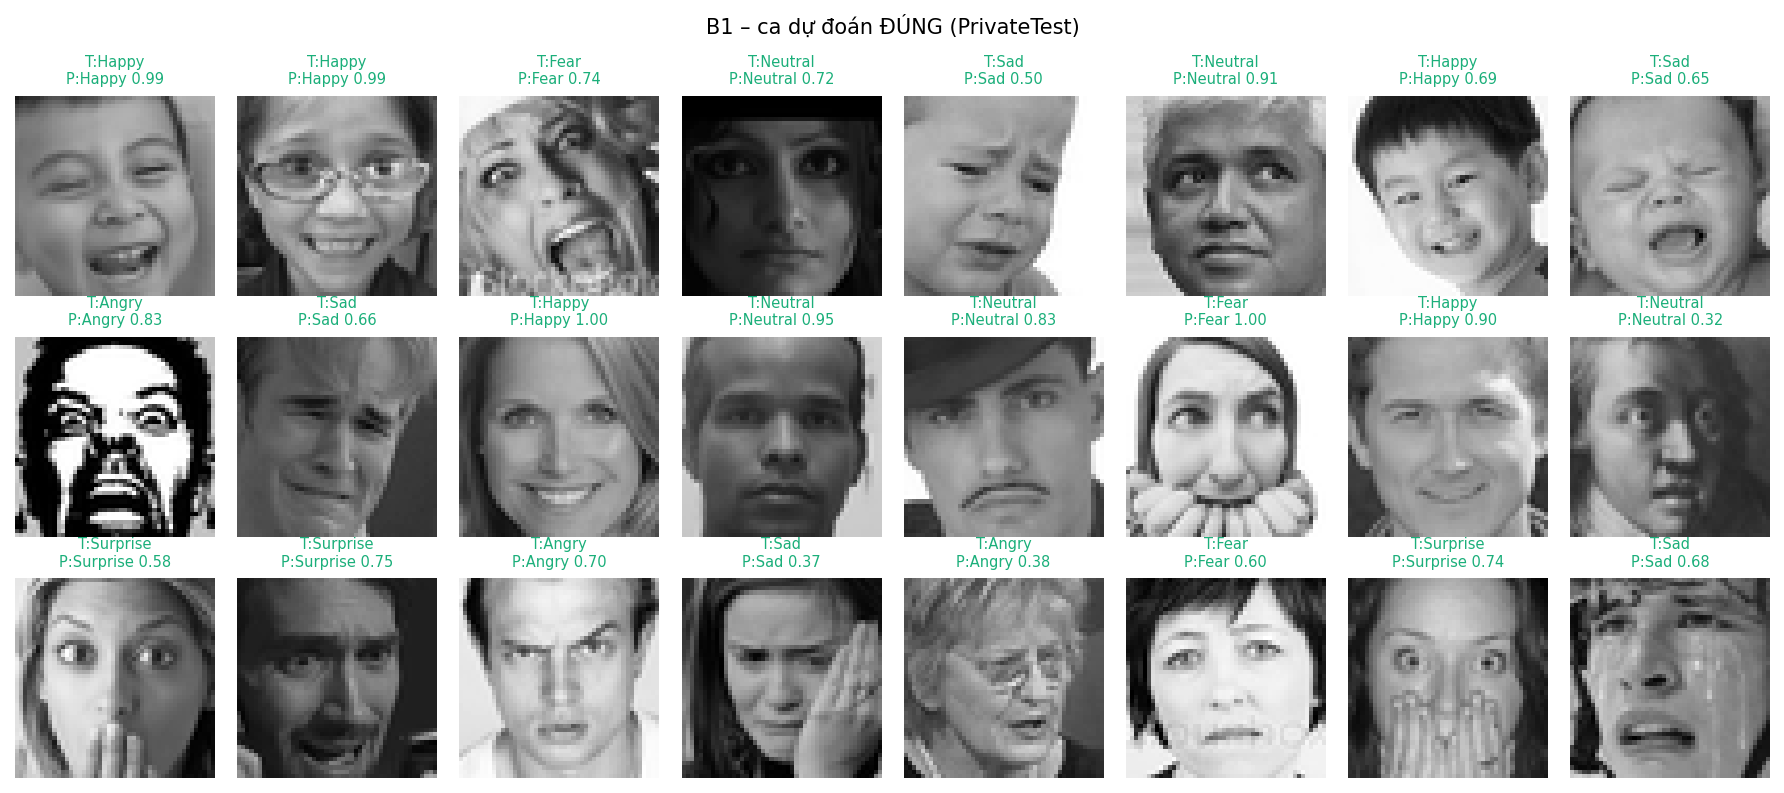 B1 – ca dự đoán ĐÚNG (PrivateTest)
T:Happy
P:Happy 0.99
T:Happy
P:Happy 0.99
T:Fear
P:Fear 0.74
T:Neutral
P:Neutral 0.72
T:Sad
P:Sad 0.50
T:Neutral
P:Neutral 0.91
T:Happy
P:Happy 0.69
T:Sad
P:Sad 0.65
T:Angry
P:Angry 0.83
T:Sad
P:Sad 0.66
T:Happy
P:Happy 1.00
T:Neutral
P:Neutral 0.95
T:Neutral
P:Neutral 0.83
T:Fear
P:Fear 1.00
T:Happy
P:Happy 0.90
T:Neutral
P:Neutral 0.32
T:Surprise
P:Surprise 0.58
T:Surprise
P:Surprise 0.75
T:Angry
P:Angry 0.70
T:Sad
P:Sad 0.37
T:Angry
P:Angry 0.38
T:Fear
P:Fear 0.60
T:Surprise
P:Surprise 0.74
T:Sad
P:Sad 0.68